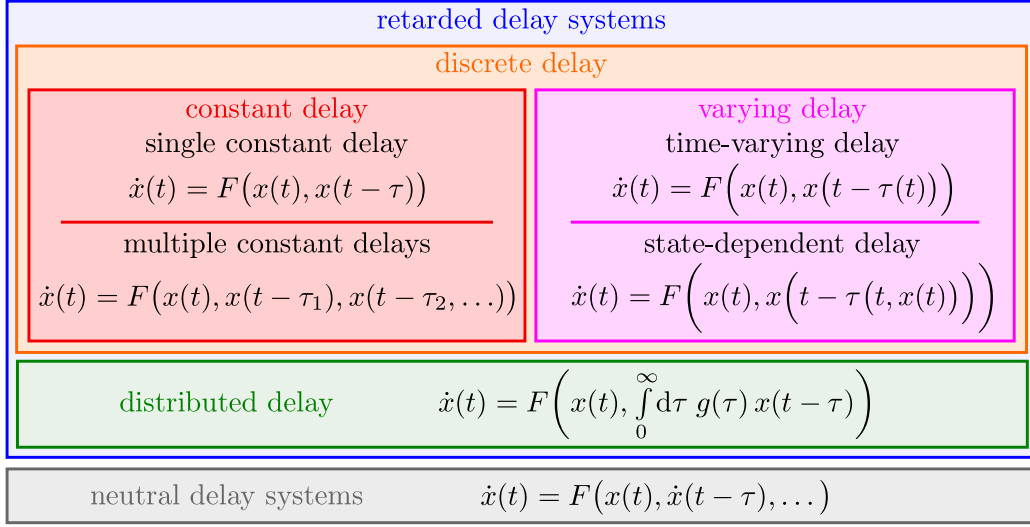 retarded delay systems
discrete delay
constant delay
single constant delay
ẋ(t) = F(x(t), x(t − τ))
multiple constant delays
ẋ(t) = F(x(t), x(t − τ₁), x(t − τ₂, …))
varying delay
time-varying delay
ẋ(t) = F(x(t), x(t − τ(t)))
state-dependent delay
ẋ(t) = F(x(t), x(t − τ(t, x(t))))
distributed delay ẋ(t) = F(x(t), ∫₀^∞ dτ g(τ) x(t − τ))
neutral delay systems ẋ(t) = F(x(t), ẋ(t − τ), …)